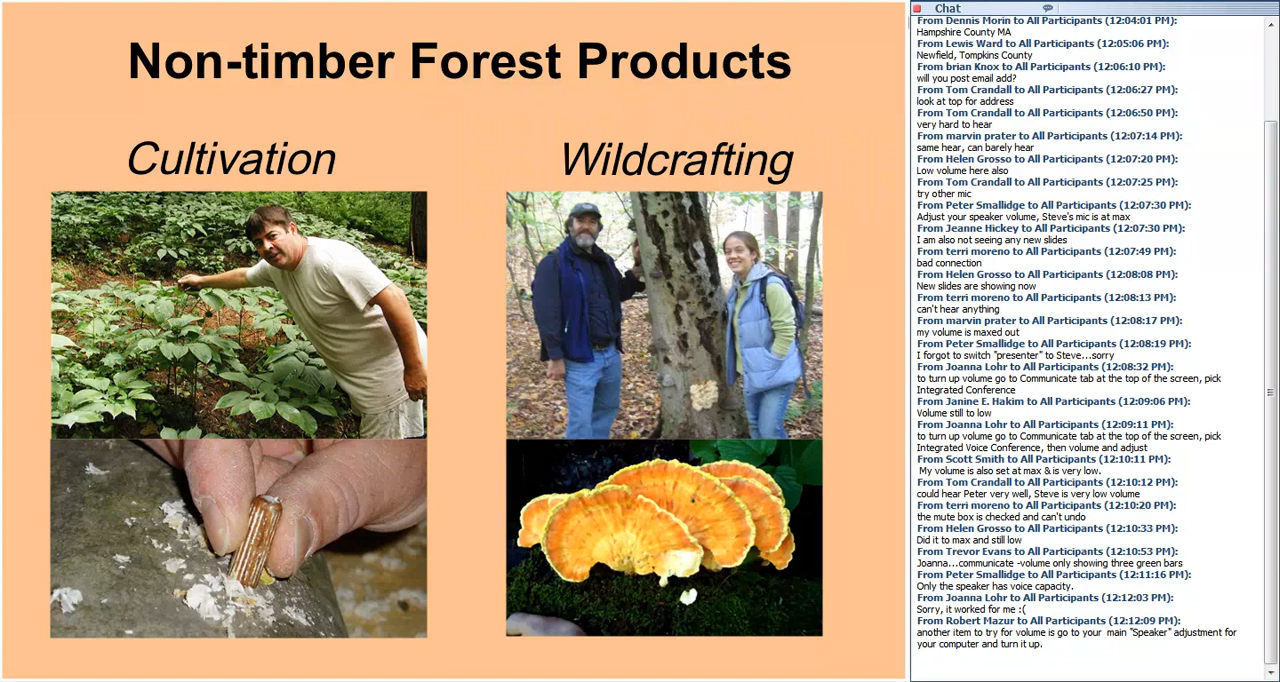 Non-timber Forest Products
Cultivation
Wildcrafting
Chat
From Dennis Morin to All Participants (12:04:01 PM):
Hampshire County MA
From Lewis Ward to All Participants (12:05:06 PM):
Newfield, Tompkins County
From brian Knox to All Participants (12:06:10 PM):
will you post email add?
From Tom Crandall to All Participants (12:06:27 PM):
look at top for address
From Tom Crandall to All Participants (12:06:50 PM):
very hard to hear
From marvin prater to All Participants (12:07:14 PM):
same hear, can barely hear
From Helen Grosso to All Participants (12:07:20 PM):
Low volume here also
From Tom Crandall to All Participants (12:07:25 PM):
try other mic
From Peter Smallidge to All Participants (12:07:30 PM):
Adjust your speaker volume, Steve's mic is at max
From Jeanne Hickey to All Participants (12:07:30 PM):
I am also not seeing any new slides
From terri moreno to All Participants (12:07:49 PM):
bad connection
From Helen Grosso to All Participants (12:08:08 PM):
New slides are showing now
From terri moreno to All Participants (12:08:13 PM):
can't hear anything
From marvin prater to All Participants (12:08:17 PM):
my volume is maxed out
From Peter Smallidge to All Participants (12:08:19 PM):
I forgot to switch "presenter" to Steve...sorry
From Joanna Lohr to All Participants (12:08:32 PM):
to turn up volume go to Communicate tab at the top of the screen, pick
Integrated Conference
From Janine E. Hakim to All Participants (12:09:06 PM):
Volume still to low
From Joanna Lohr to All Participants (12:09:11 PM):
to turn up volume go to Communicate tab at the top of the screen, pick
Integrated Voice Conference, then volume and adjust
From Scott Smith to All Participants (12:10:11 PM):
My volume is also set at max & is very low.
From Tom Crandall to All Participants (12:10:12 PM):
could hear Peter very well, Steve is very low volume
From terri moreno to All Participants (12:10:20 PM):
the mute box is checked and can't undo
From Helen Grosso to All Participants (12:10:33 PM):
Did it to max and still low
From Trevor Evans to All Participants (12:10:53 PM):
Joanna...communicate -volume only showing three green bars
From Peter Smallidge to All Participants (12:11:16 PM):
Only the speaker has voice capacity.
From Joanna Lohr to All Participants (12:12:03 PM):
Sorry, it worked for me :(
From Robert Mazur to All Participants (12:12:09 PM):
another item to try for volume is go to your main "Speaker" adjustment for
your computer and turn it up.